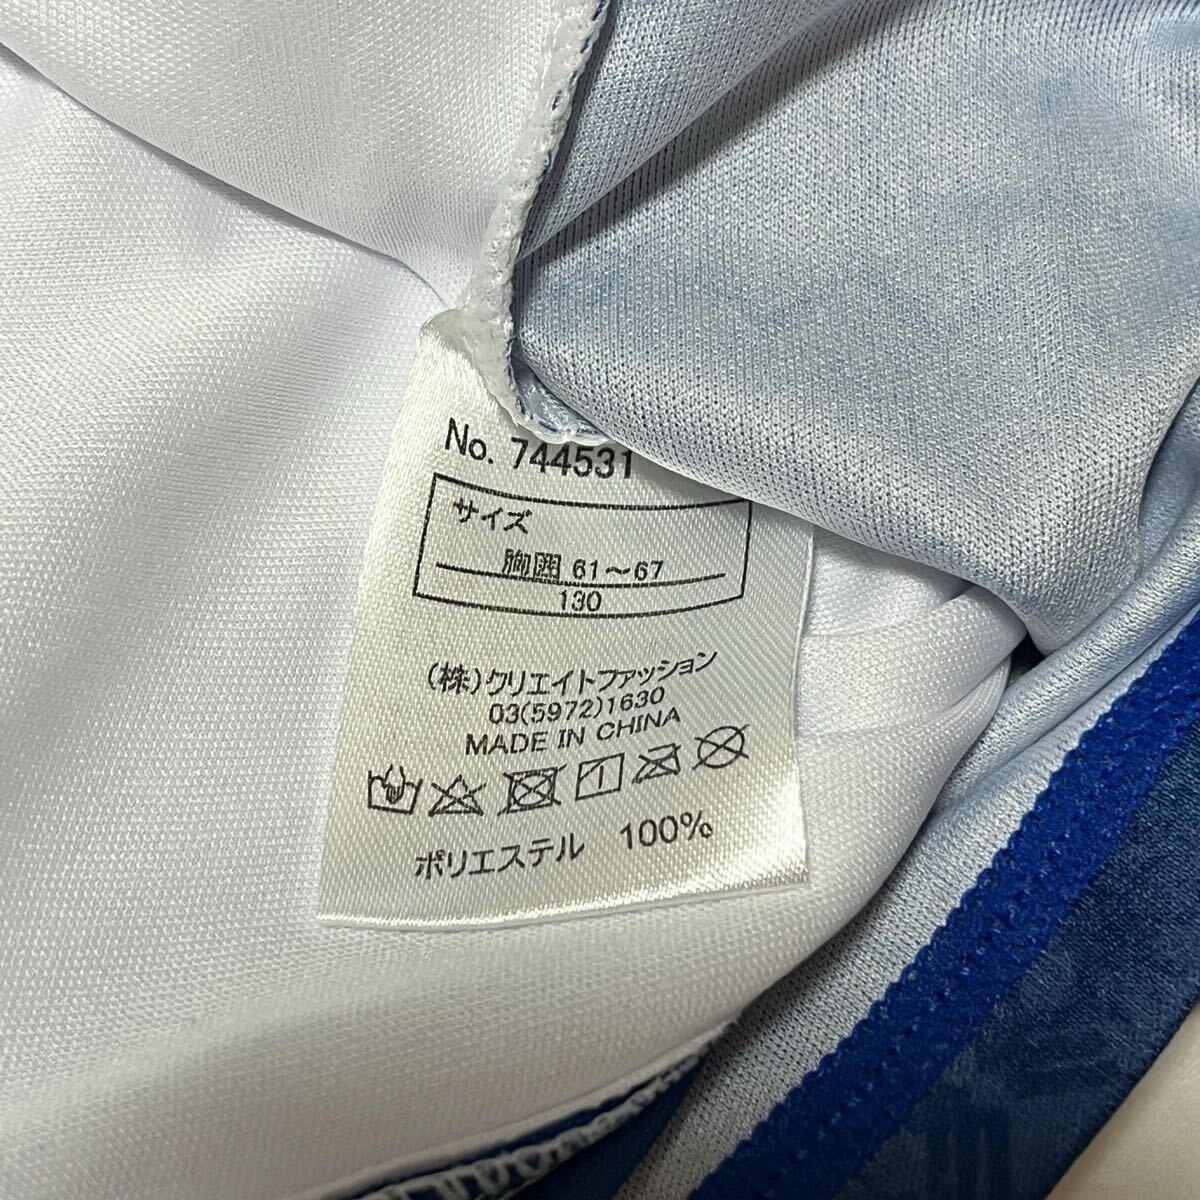 No. 744531
サイズ
胸囲 61～67
130
(株)クリエイトファッション
03(5972)1630
MADE IN CHINA
ポリエステル 100%